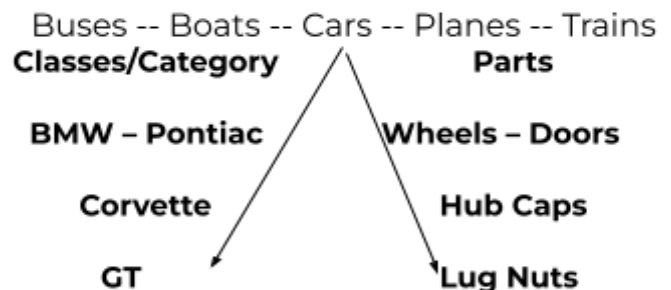 Buses -- Boats -- Cars -- Planes -- Trains
Classes/Category Parts
BMW – Pontiac Wheels – Doors
Corvette Hub Caps
GT Lug Nuts